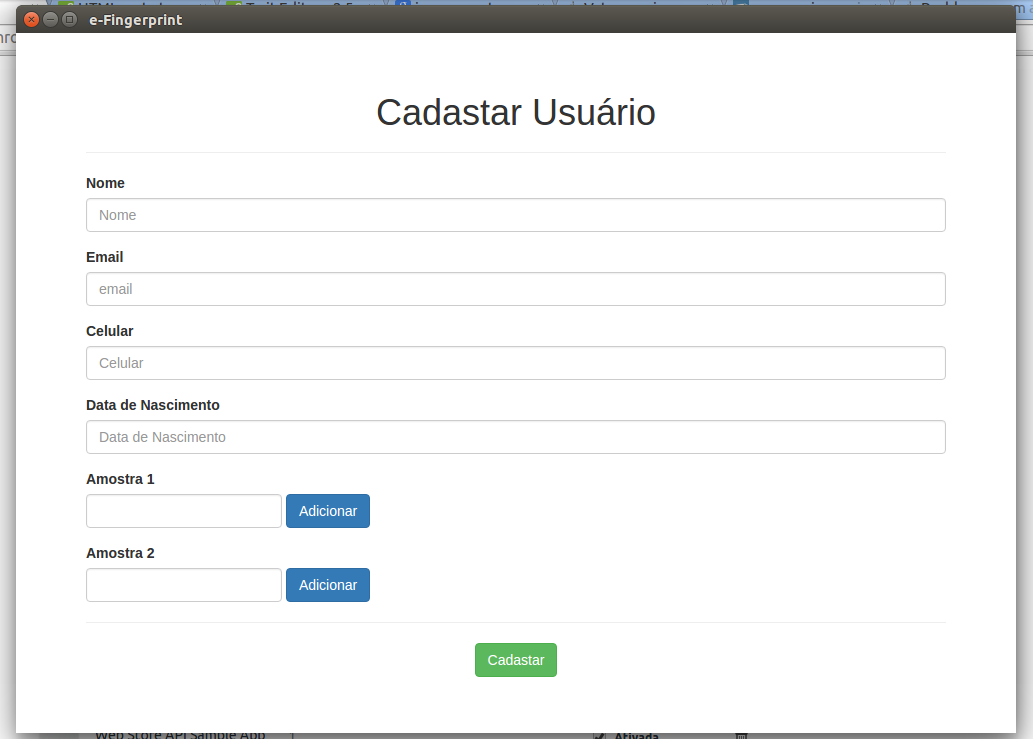 e-Fingerprint
Cadastar Usuário
Nome
Nome
Email
email
Celular
Celular
Data de Nascimento
Data de Nascimento
Amostra 1
Adicionar
Amostra 2
Adicionar
Cadastar
Web Store API Sample App
Ativada